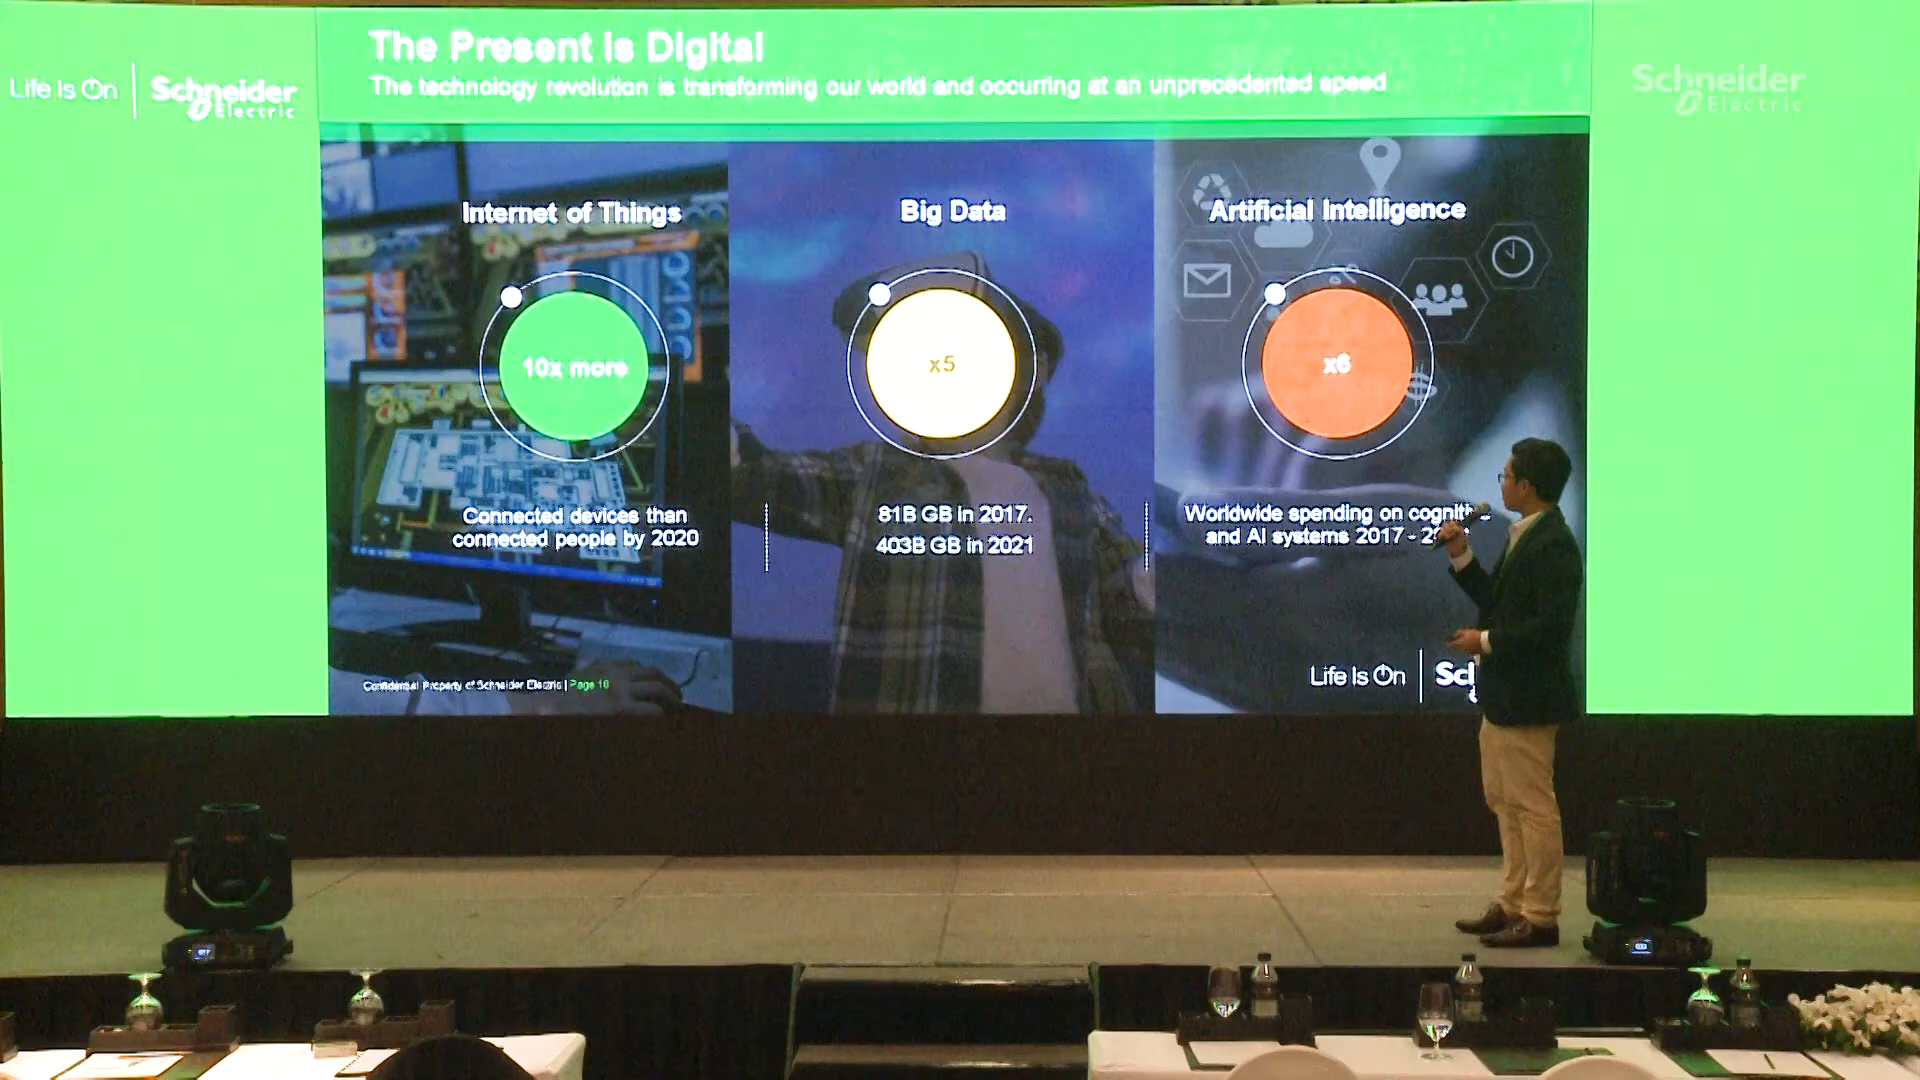 The Present is Digital
The technology revolution is transforming our world and occurring at an unprecedented speed
Life Is On
Schneider
Electric
Schneider
Electric
Internet of Things
10x more
Connected devices than
connected people by 2020
Big Data
x5
81B GB in 2017.
403B GB in 2021
Artificial Intelligence
x6
Worldwide spending on
and AI systems 2017 -
Confidential Property of Schneider Electric | Page 10
Life Is On